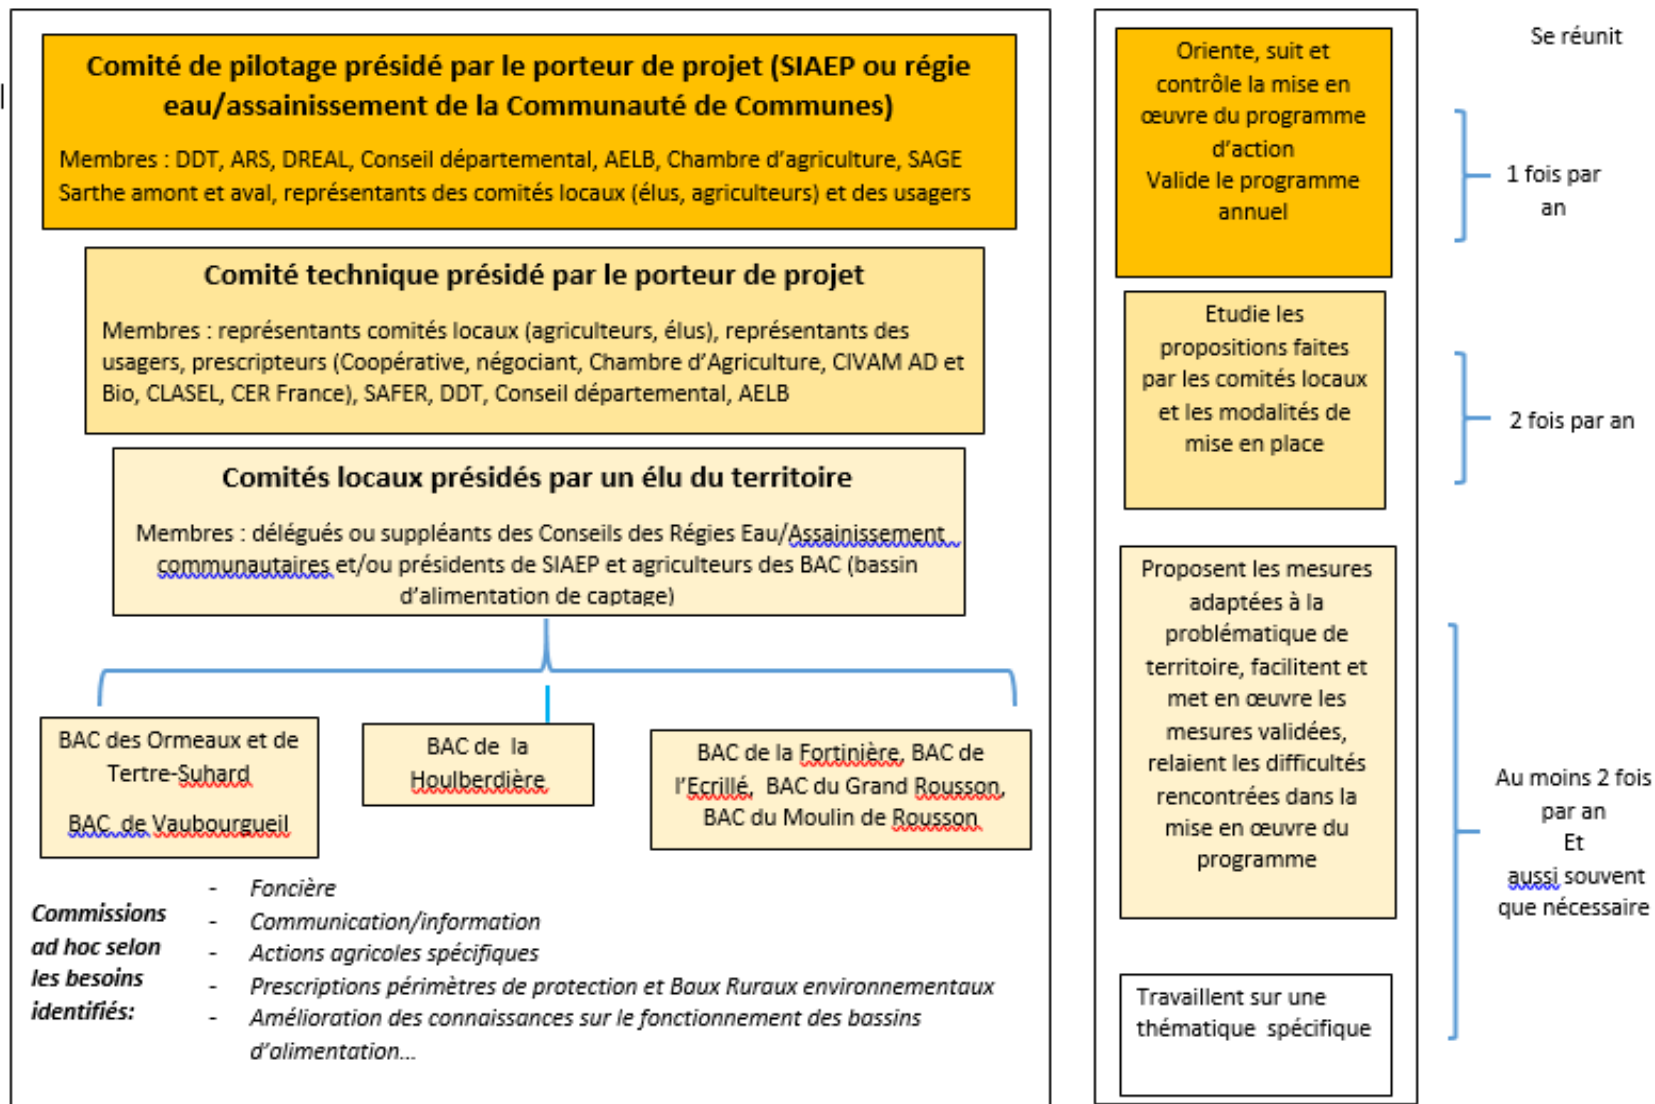 Comité de pilotage présidé par le porteur de projet (SIAEP ou régie
eau/assainissement de la Communauté de Communes)
Membres : DDT, ARS, DREAL, Conseil départemental, AELB, Chambre d'agriculture, SAGE
Sarthe amont et aval, représentants des comités locaux (élus, agriculteurs) et des usagers
Oriente, suit et
contrôle la mise en
œuvre du programme
d'action
Valide le programme
annuel
Se réunit
1 fois par
an
Comité technique présidé par le porteur de projet
Membres : représentants comités locaux (agriculteurs, élus), représentants des
usagers, prescripteurs (Coopérative, négociant, Chambre d'Agriculture, CIVAM AD et
Bio, CLASEL, CER France), SAFER, DDT, Conseil départemental, AELB
Etudie les
propositions faites
par les comités locaux
et les modalités de
mise en place
2 fois par an
Comités locaux présidés par un élu du territoire
Membres : délégués ou suppléants des Conseils des Régies Eau/Assainissement
communautaires et/ou présidents de SIAEP et agriculteurs des BAC (bassin
d'alimentation de captage)
BAC des Ormeaux et de
Tertre-Suhard
BAC de Vaubourgueil
BAC de la
Houlberdière
BAC de la Fortinière, BAC de
l'Ecrillé, BAC du Grand Rousson,
BAC du Moulin de Rousson
Proposent les mesures
adaptées à la
problématique de
territoire, facilitent et
met en œuvre les
mesures validées,
relaient les difficultés
rencontrées dans la
mise en œuvre du
programme
Au moins 2 fois
par an
Et
aussi souvent
que nécessaire
Commissions
ad hoc selon
les besoins
identifiés:
- Foncière
- Communication/information
- Actions agricoles spécifiques
- Prescriptions périmètres de protection et Baux Ruraux environnementaux
- Amélioration des connaissances sur le fonctionnement des bassins
d'alimentation...
Travaillent sur une
thématique spécifique